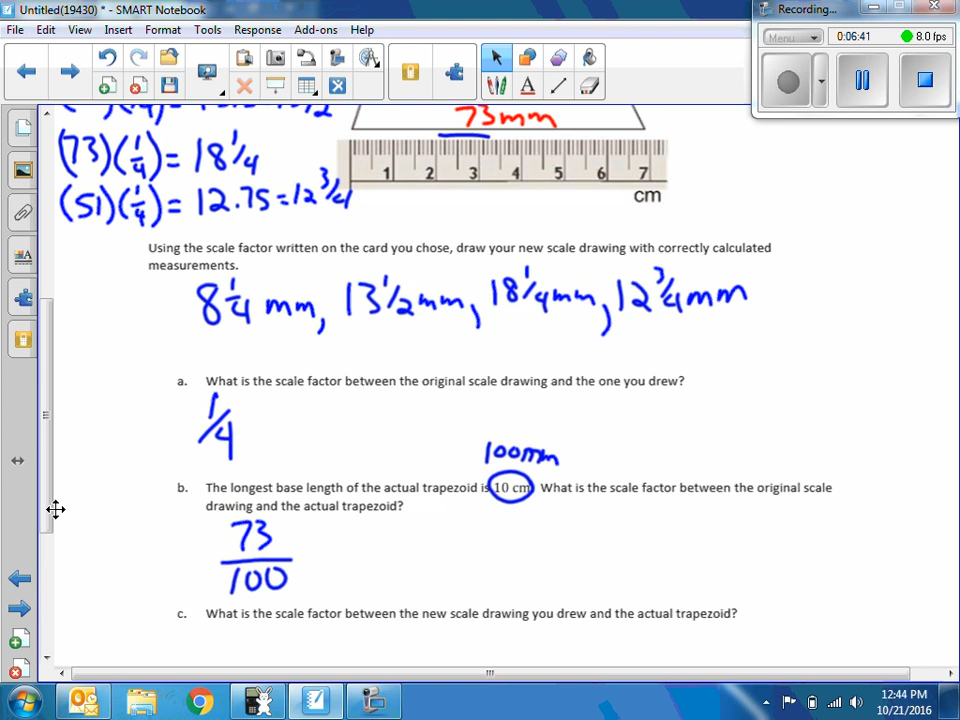 Untitled(19430) * - SMART Notebook
Recording...
File Edit View Insert Format Tools Response Add-ons Help
Menu 0:06:41 8.0 fps
73mm
(73)(1/4) = 18 1/4
(51)(1/4) = 12.75 = 12 3/4
1 2 3 4 5 6 7
cm
Using the scale factor written on the card you chose, draw your new scale drawing with correctly calculated
measurements.
8 1/4 mm, 13 1/2 mm, 18 1/4 mm, 12 3/4 mm
a. What is the scale factor between the original scale drawing and the one you drew?
1/4
100mm
b. The longest base length of the actual trapezoid is 10 cm. What is the scale factor between the original scale
drawing and the actual trapezoid?
73
100
c. What is the scale factor between the new scale drawing you drew and the actual trapezoid?
12:44 PM
10/21/2016